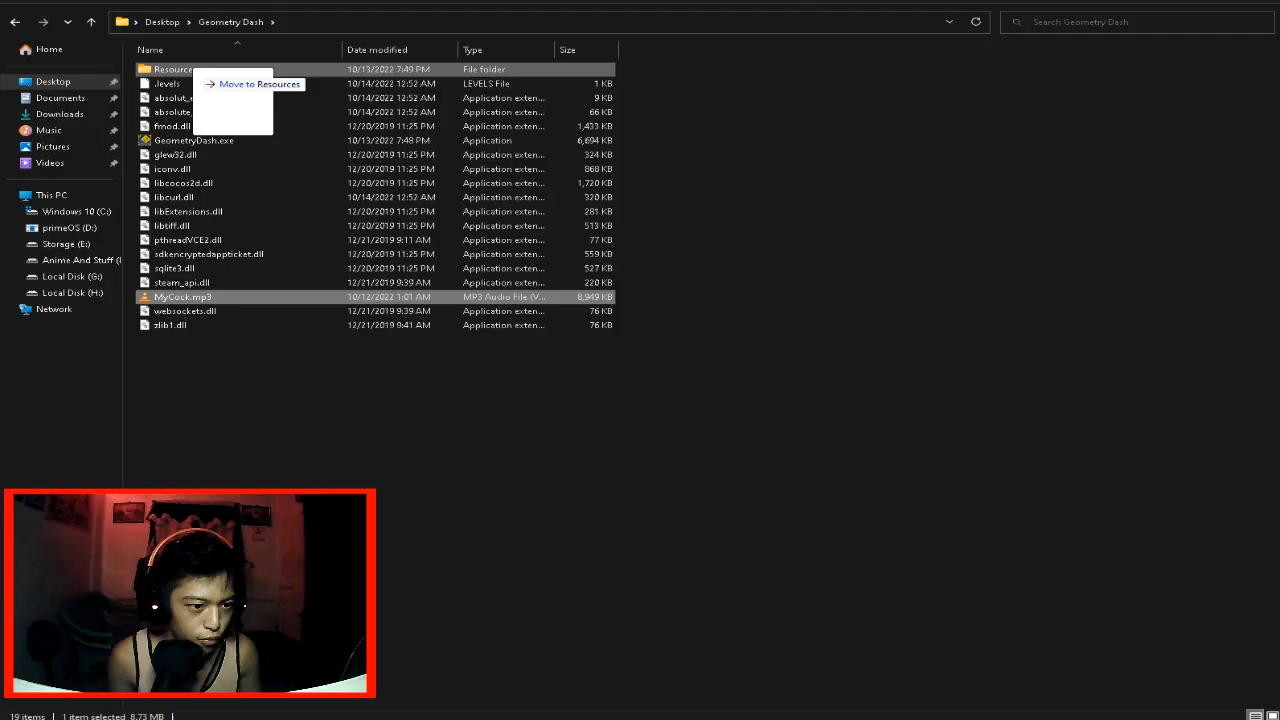 Desktop > Geometry Dash >
Search Geometry Dash
Name Date modified Type Size
Home
Desktop
Documents
Downloads
Music
Pictures
Videos
This PC
Windows 10 (C:)
primeOS (D:)
Storage (E:)
Anime And Stuff (
Local Disk (G:)
Local Disk (H:)
Network
Resource 10/13/2022 7:49 PM File folder
→ Move to Resources
.levels 10/14/2022 12:52 AM LEVELS File 1 KB
absolut_ 10/14/2022 12:52 AM Application exten... 9 KB
absolute_ 10/14/2022 12:52 AM Application exten... 66 KB
fmod.dll 12/20/2019 11:25 PM Application exten... 1,433 KB
GeometryDash.exe 10/13/2022 7:48 PM Application 6,694 KB
glew32.dll 12/20/2019 11:25 PM Application exten... 324 KB
iconv.dll 12/20/2019 11:25 PM Application exten... 868 KB
libcocos2d.dll 12/20/2019 11:25 PM Application exten... 1,720 KB
libcurl.dll 10/14/2022 12:52 AM Application exten... 320 KB
libExtensions.dll 12/20/2019 11:25 PM Application exten... 281 KB
libtiff.dll 12/20/2019 11:25 PM Application exten... 513 KB
pthreadVCE2.dll 12/21/2019 9:11 AM Application exten... 77 KB
sdkencryptedappticket.dll 12/20/2019 11:25 PM Application exten... 559 KB
sqlite3.dll 12/20/2019 11:25 PM Application exten... 527 KB
steam_api.dll 12/21/2019 9:39 AM Application exten... 220 KB
MyCock.mp3 10/12/2022 1:01 AM MP3 Audio File (V... 8,949 KB
websockets.dll 12/21/2019 9:39 AM Application exten... 76 KB
zlib1.dll 12/21/2019 9:41 AM Application exten... 76 KB
19 items 1 item selected 8.73 MB